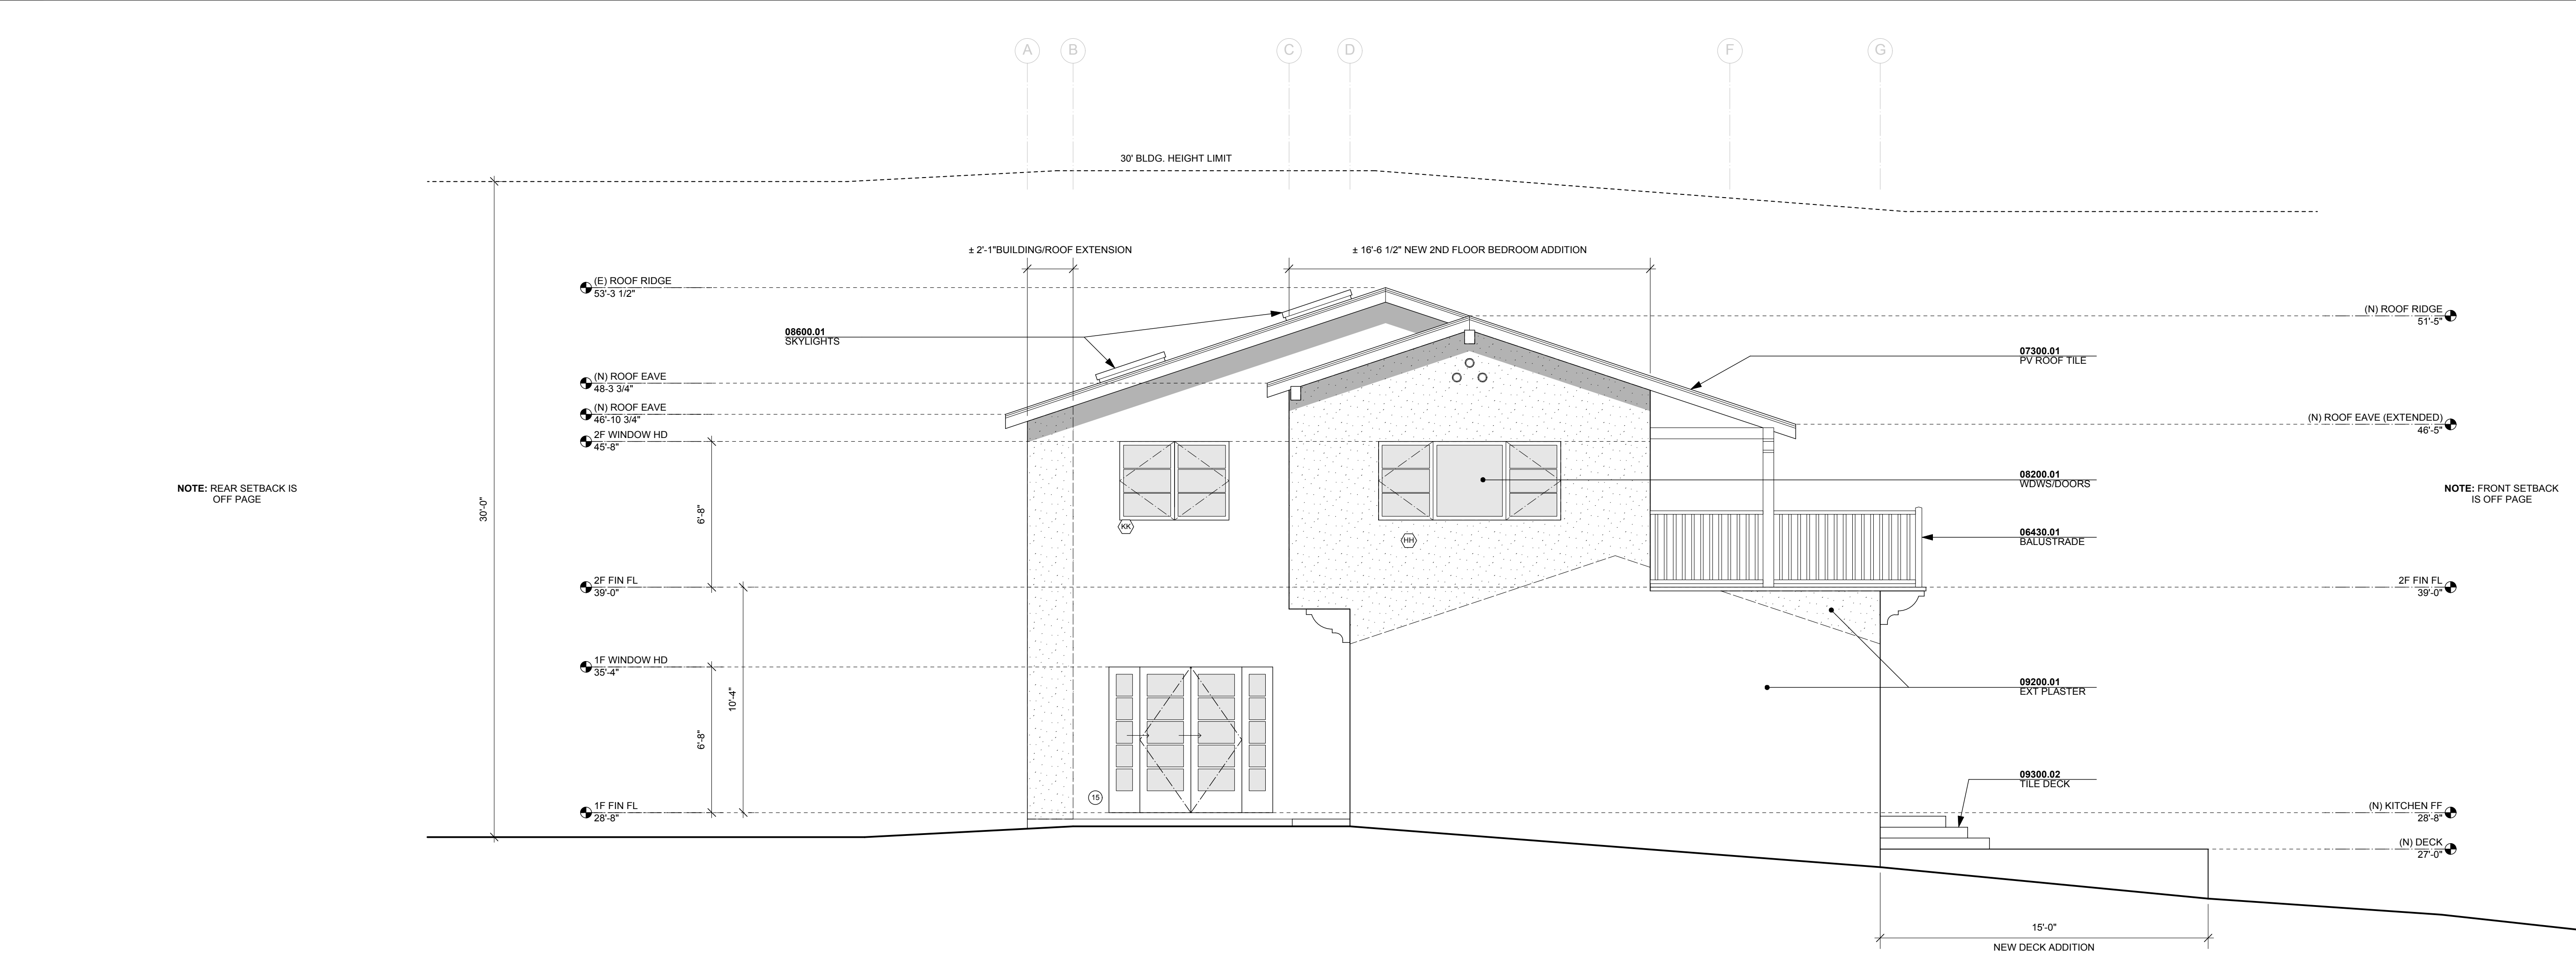 A B C D F G
30' BLDG. HEIGHT LIMIT
± 2'-1"BUILDING/ROOF EXTENSION
± 16'-6 1/2" NEW 2ND FLOOR BEDROOM ADDITION
(E) ROOF RIDGE
53'-3 1/2"
(N) ROOF RIDGE
51'-5"
08600.01
SKYLIGHTS
07300.01
PV ROOF TILE
(N) ROOF EAVE
48-3 3/4"
(N) ROOF EAVE
46'-10 3/4"
(N) ROOF EAVE (EXTENDED)
46'-5"
2F WINDOW HD
45'-8"
08200.01
WDWS/DOORS
NOTE: REAR SETBACK IS
OFF PAGE
NOTE: FRONT SETBACK
IS OFF PAGE
30'-0"
6'-8"
KK
HH
06430.01
BALUSTRADE
2F FIN FL
39'-0"
2F FIN FL
39'-0"
1F WINDOW HD
35'-4"
09200.01
EXT PLASTER
10'-4"
6'-8"
09300.02
TILE DECK
15
1F FIN FL
28'-8"
(N) KITCHEN FF
28'-8"
(N) DECK
27'-0"
15'-0"
NEW DECK ADDITION